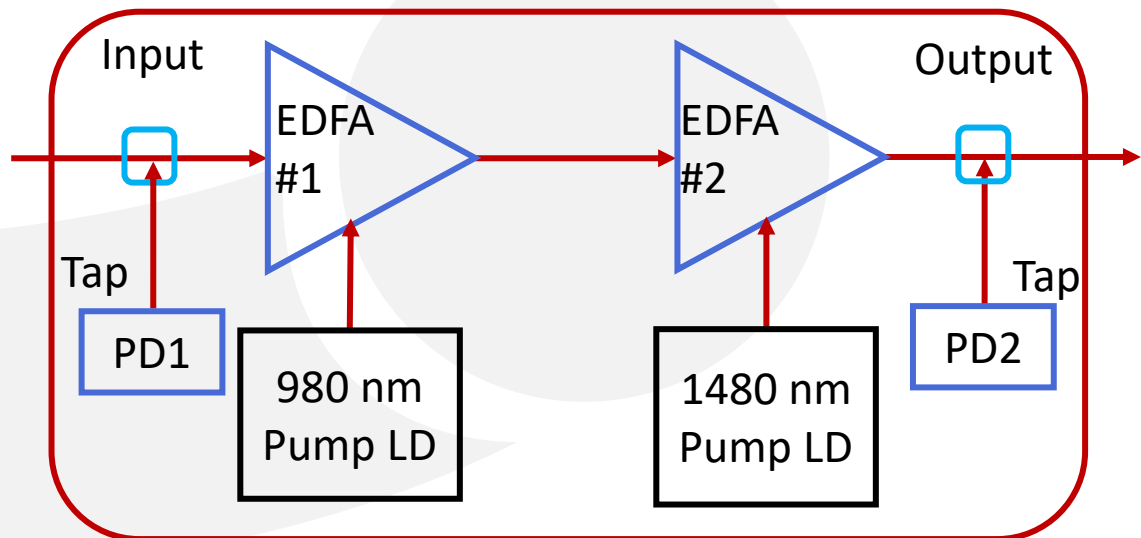 Input
Output
EDFA
#1
EDFA
#2
Tap
Tap
PD1
PD2
980 nm
Pump LD
1480 nm
Pump LD